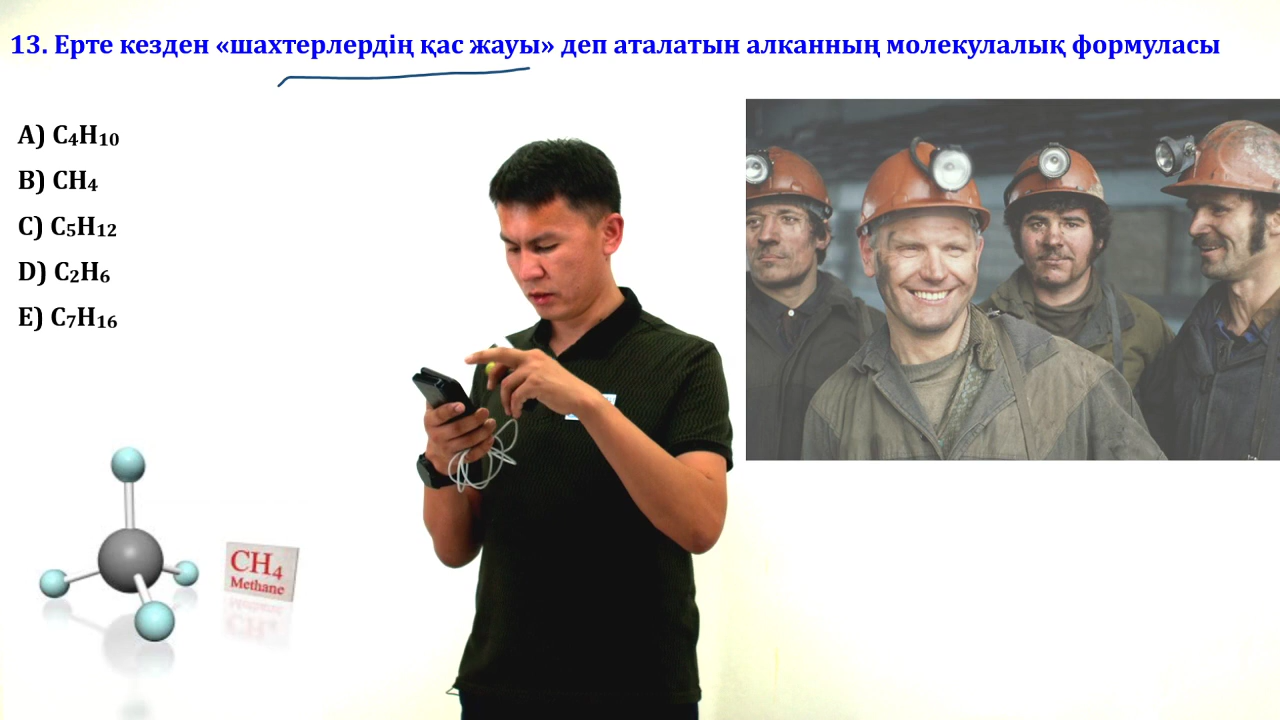 13. Ерте кезден «шахтерлердің қас жауы» деп аталатын алканның молекулалық формуласы
A) C₄H₁₀
B) CH₄
C) C₅H₁₂
D) C₂H₆
E) C₇H₁₆
CH₄
Methane